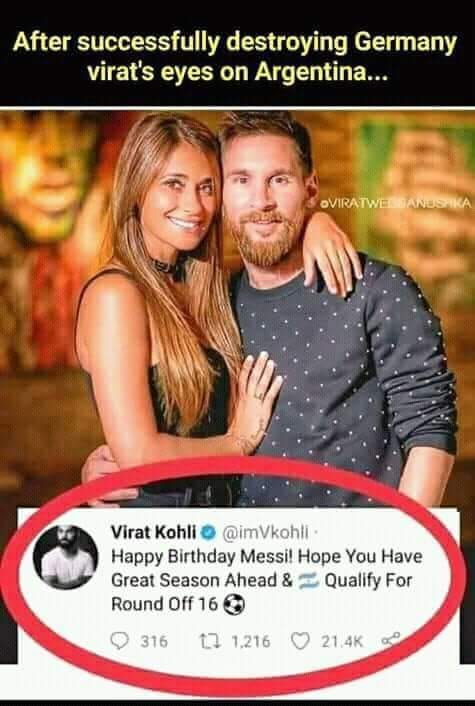 After successfully destroying Germany
virat's eyes on Argentina...
Virat Kohli @imVkohli ·
Happy Birthday Messi! Hope You Have
Great Season Ahead & 🇦🇷 Qualify For
Round Off 16 ⚽
316 1,216 21.4K